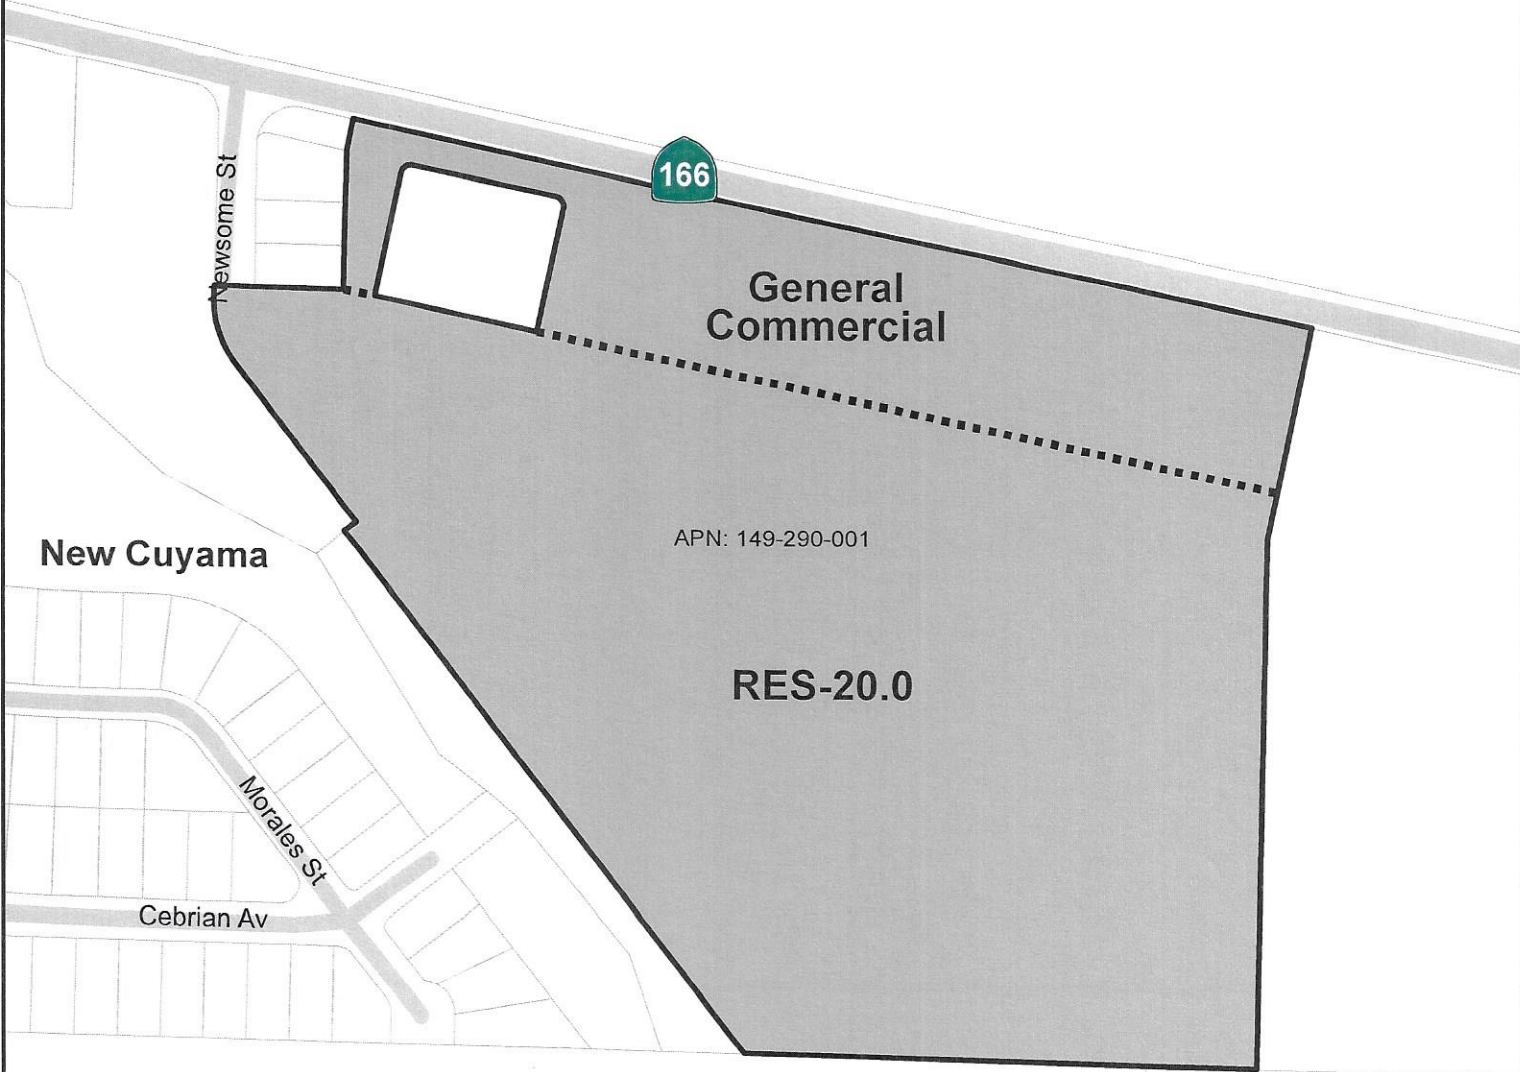 166
Newsome St
General
Commercial
APN: 149-290-001
New Cuyama
RES-20.0
Morales St
Cebrian Av